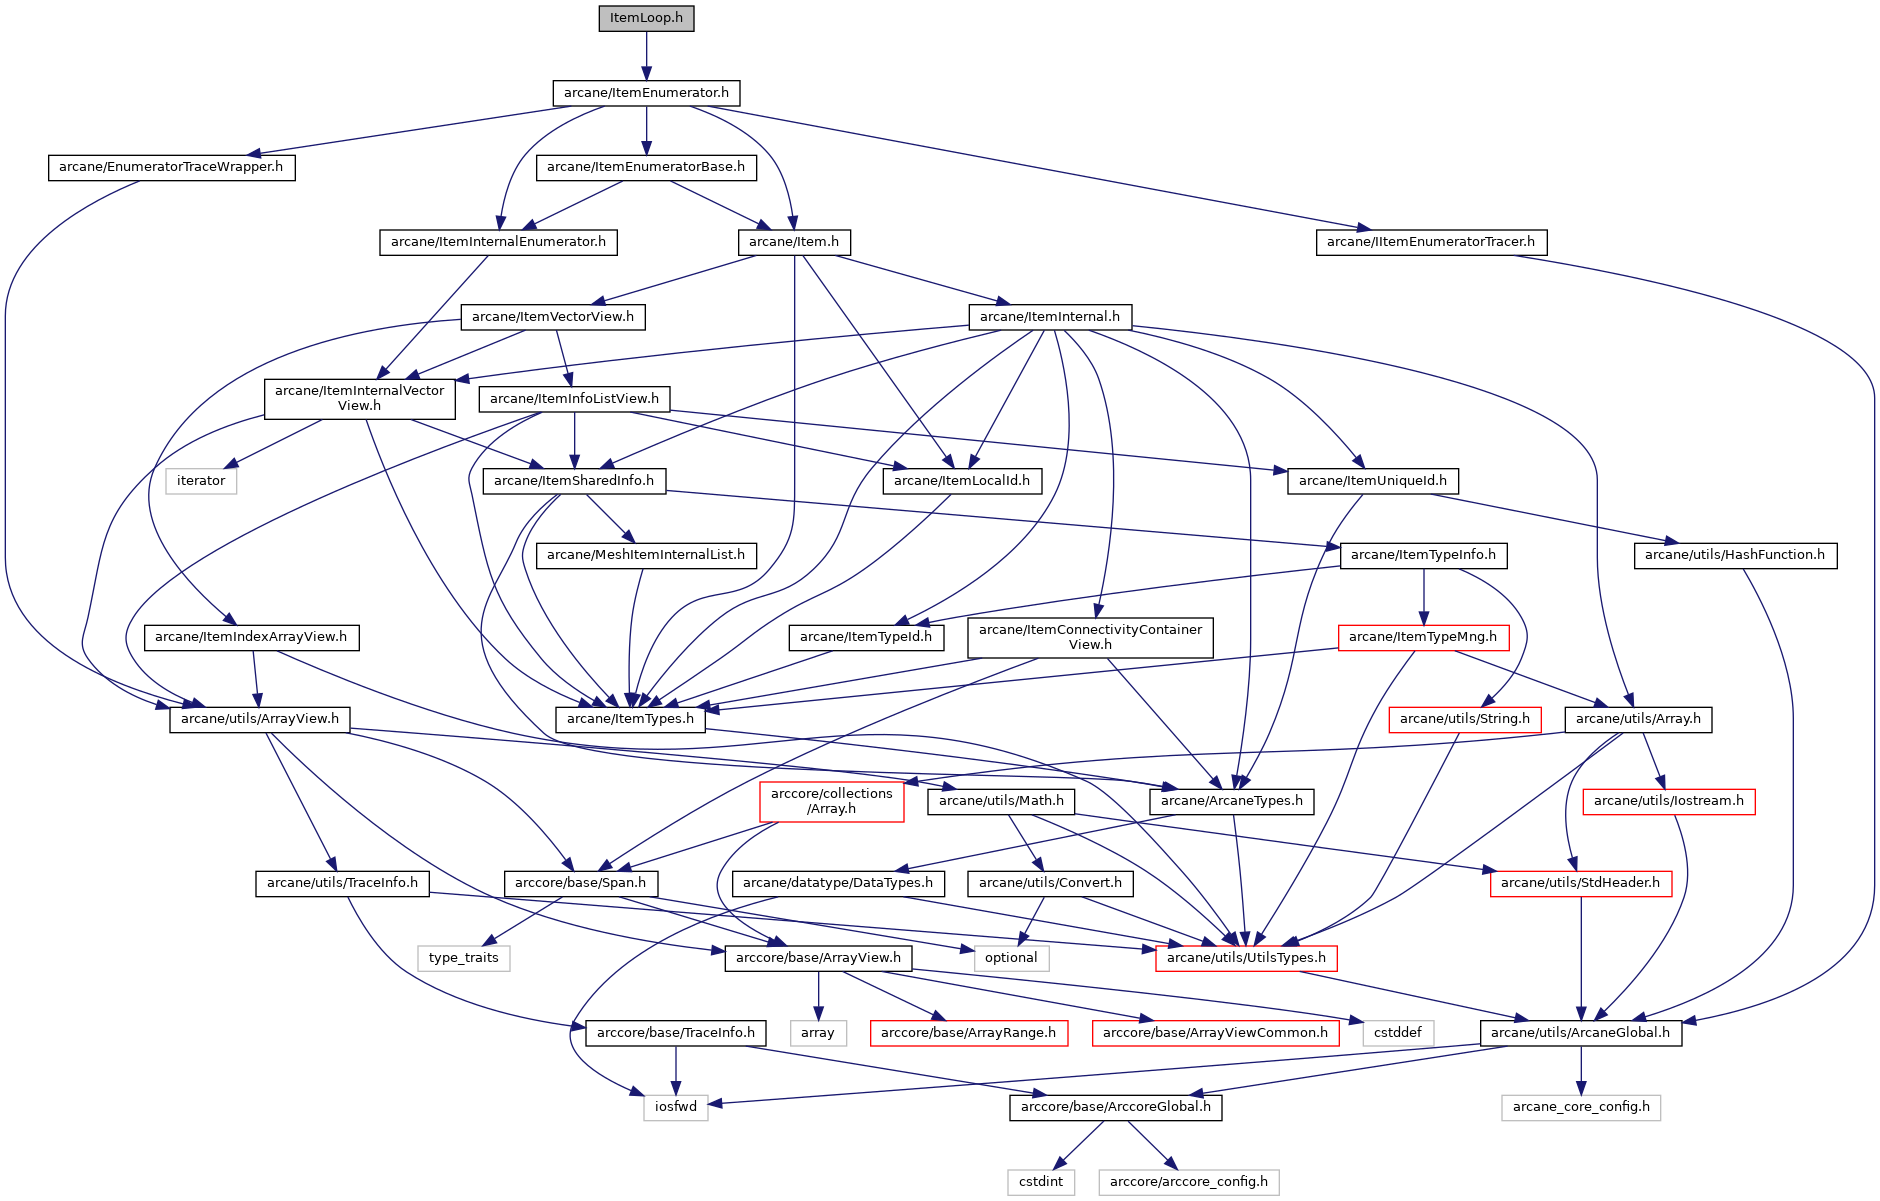 ItemLoop.h
arcane/ItemEnumerator.h
arcane/EnumeratorTraceWrapper.h
arcane/ItemEnumeratorBase.h
arcane/ItemInternalEnumerator.h
arcane/Item.h
arcane/IItemEnumeratorTracer.h
arcane/ItemVectorView.h
arcane/ItemInternal.h
arcane/ItemInternalVector
View.h
arcane/ItemInfoListView.h
iterator
arcane/ItemSharedInfo.h
arcane/ItemLocalId.h
arcane/ItemUniqueId.h
arcane/MeshItemInternalList.h
arcane/ItemTypeInfo.h
arcane/utils/HashFunction.h
arcane/ItemIndexArrayView.h
arcane/ItemTypeId.h
arcane/ItemConnectivityContainer
View.h
arcane/ItemTypeMng.h
arcane/utils/ArrayView.h
arcane/ItemTypes.h
arcane/utils/String.h
arcane/utils/Array.h
arccore/collections
/Array.h
arcane/utils/Math.h
arcane/ArcaneTypes.h
arcane/utils/Iostream.h
arcane/utils/TraceInfo.h
arccore/base/Span.h
arcane/datatype/DataTypes.h
arcane/utils/Convert.h
arcane/utils/StdHeader.h
type_traits
arccore/base/ArrayView.h
optional
arcane/utils/UtilsTypes.h
arccore/base/TraceInfo.h
array
arccore/base/ArrayRange.h
arccore/base/ArrayViewCommon.h
cstddef
arcane/utils/ArcaneGlobal.h
iosfwd
arccore/base/ArccoreGlobal.h
arcane_core_config.h
cstdint
arccore/arccore_config.h